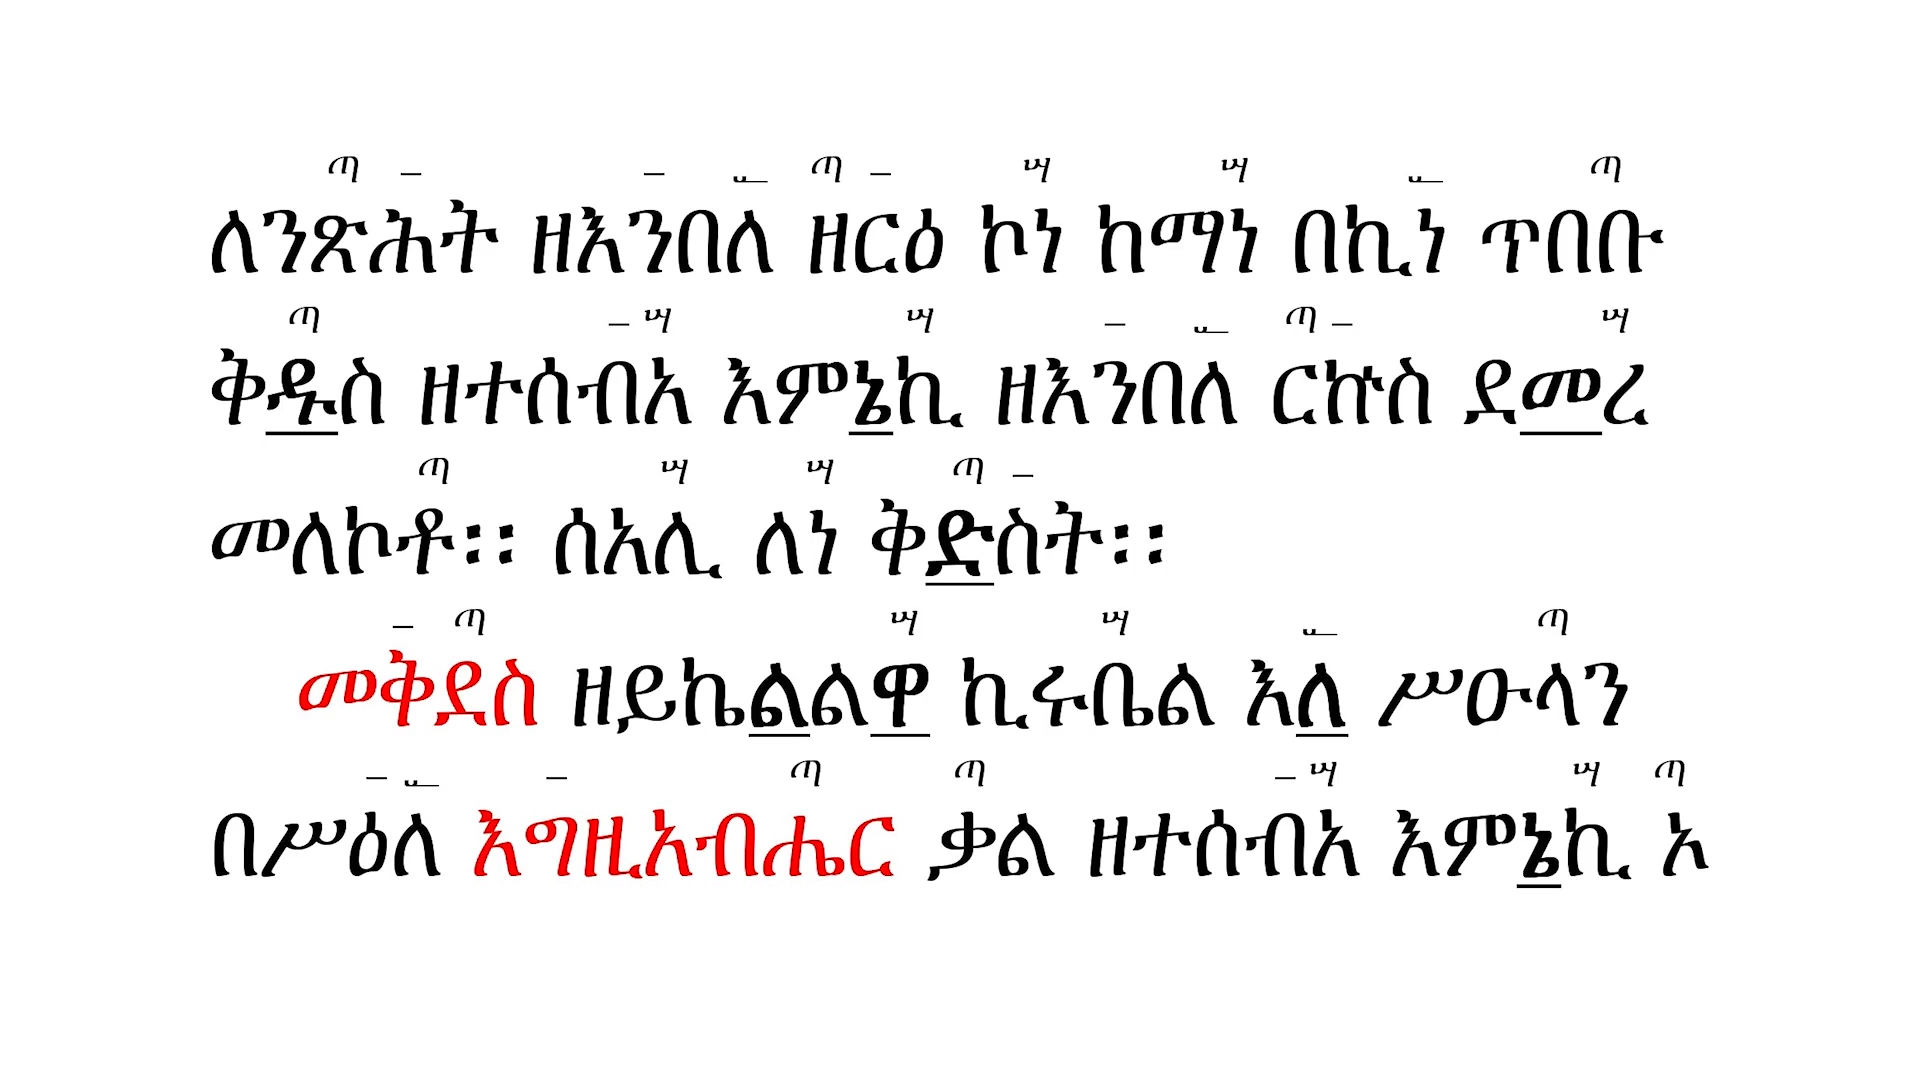 ጣ – – ᎐– ጣ – ሣ ሣ ᎐– ጣ
ለንጽሕት ዘእንበለ ዘርዕ ኮነ ከማነ በኪነ ጥበቡ
ጣ – ሣ ሣ – ᎐– ጣ – ሣ
ቅዱስ ዘተሰብአ እምኔኪ ዘእንበለ ርኵስ ደመረ
ጣ ሣ ሣ ጣ –
መለኮቶ፡፡ ሰአሊ ለነ ቅድስት፡፡
– ጣ ሣ ሣ ᎐– ጣ
መቅደስ ዘይኬልልዋ ኪሩቤል እለ ሥዑላን
– ᎐– – ጣ ጣ – ሣ ሣ ጣ
በሥዕለ እግዚአብሔር ቃል ዘተሰብአ እምኔኪ ኦ